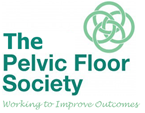 The
Pelvic Floor
Society
Working to Improve Outcomes